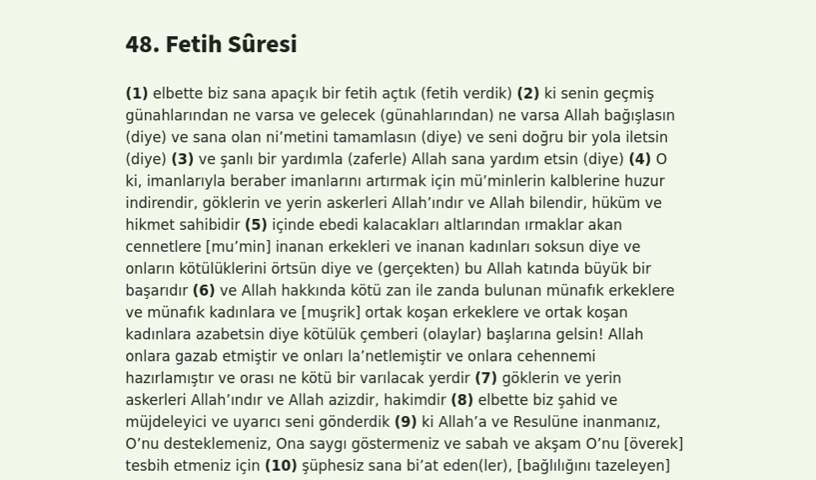 48. Fetih Sûresi
(1) elbette biz sana apaçık bir fetih açtık (fetih verdik) (2) ki senin geçmiş
günahlarından ne varsa ve gelecek (günahlarından) ne varsa Allah bağışlasın
(diye) ve sana olan ni’metini tamamlasın (diye) ve seni doğru bir yola iletsin
(diye) (3) ve şanlı bir yardımla (zaferle) Allah sana yardım etsin (diye) (4) O
ki, imanlarıyla beraber imanlarını artırmak için mü’minlerin kalblerine huzur
indirendir, göklerin ve yerin askerleri Allah’ındır ve Allah bilendir, hüküm ve
hikmet sahibidir (5) içinde ebedi kalacakları altlarından ırmaklar akan
cennetlere [mu’min] inanan erkekleri ve inanan kadınları soksun diye ve
onların kötülüklerini örtsün diye ve (gerçekten) bu Allah katında büyük bir
başarıdır (6) ve Allah hakkında kötü zan ile zanda bulunan münafık erkeklere
ve münafık kadınlara ve [muşrik] ortak koşan erkeklere ve ortak koşan
kadınlara azabetsin diye kötülük çemberi (olaylar) başlarına gelsin! Allah
onlara gazab etmiştir ve onları la’netlemiştir ve onlara cehennemi
hazırlamıştır ve orası ne kötü bir varılacak yerdir (7) göklerin ve yerin
askerleri Allah’ındır ve Allah azizdir, hakimdir (8) elbette biz şahid ve
müjdeleyici ve uyarıcı seni gönderdik (9) ki Allah’a ve Resulüne inanmanız,
O’nu desteklemeniz, Ona saygı göstermeniz ve sabah ve akşam O’nu [överek]
tesbih etmeniz için (10) şüphesiz sana bi’at eden(ler), [bağlılığını tazeleyen]